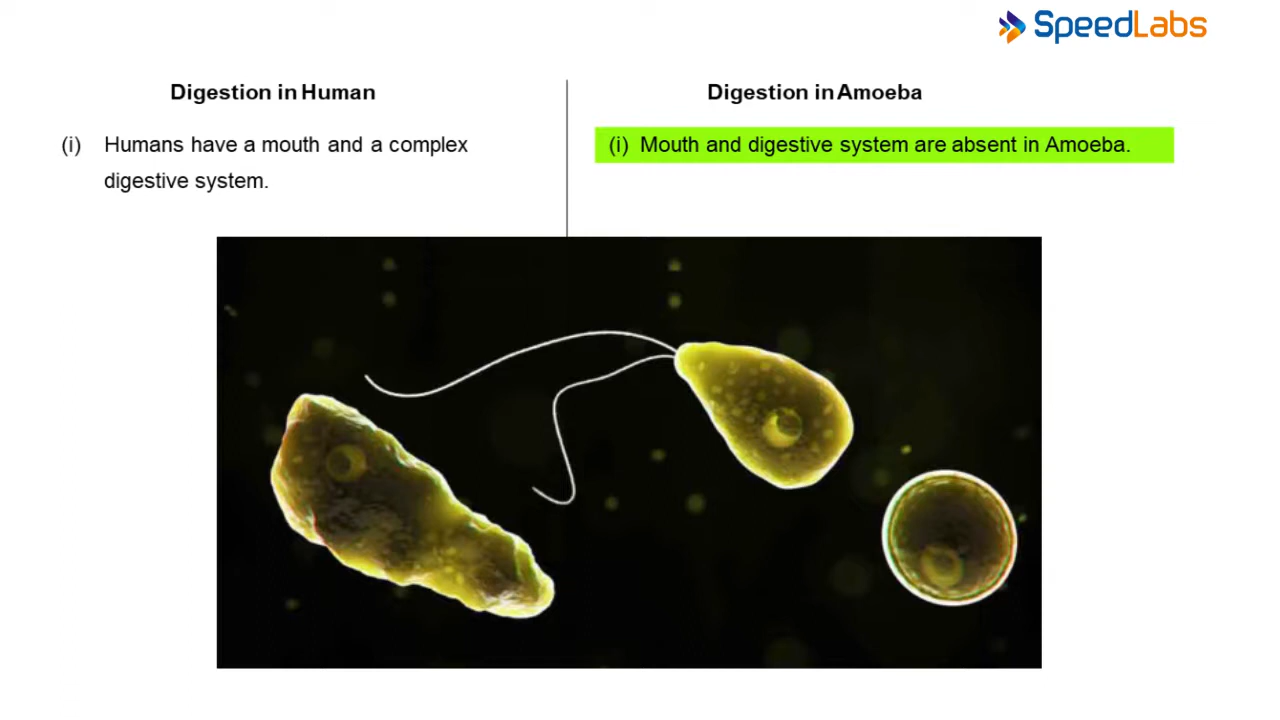 SpeedLabs
Digestion in Human
Digestion in Amoeba
(i) Humans have a mouth and a complex
digestive system.
(i) Mouth and digestive system are absent in Amoeba.